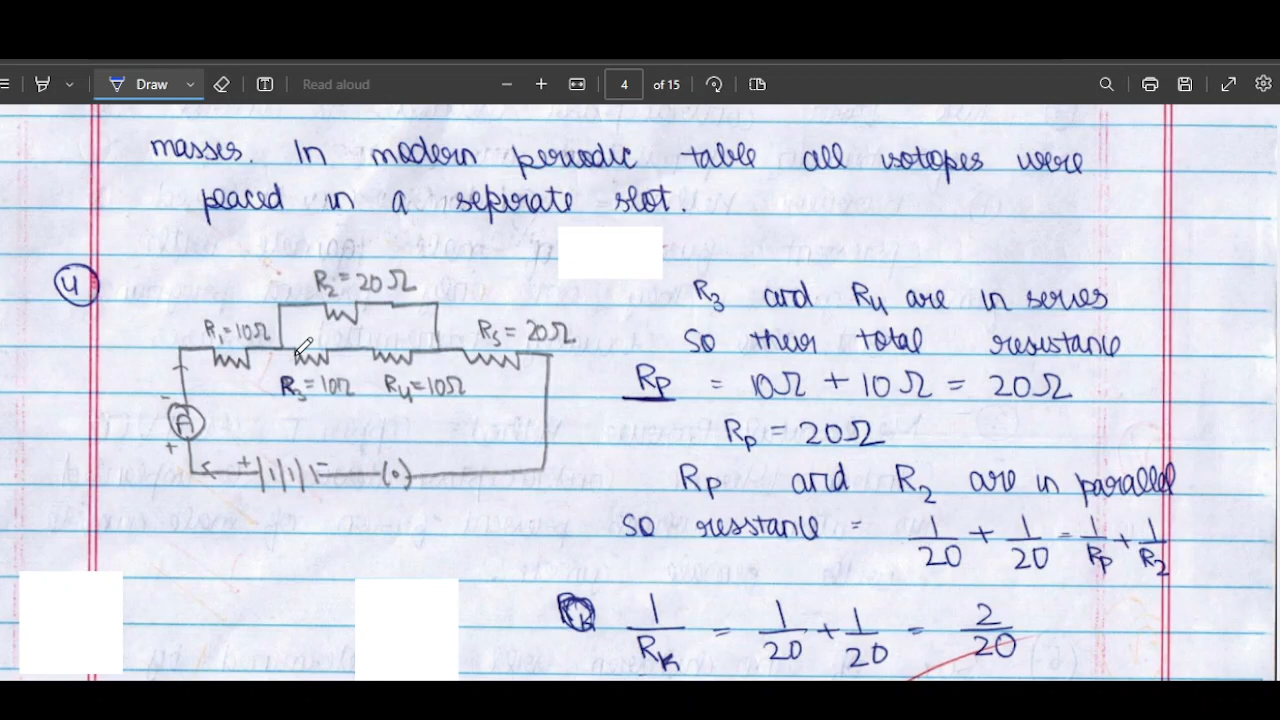 Draw
Read aloud
4 of 15
masses. In modern periodic table all isotopes were
placed in a seperate slot.
4
R2 = 20Ω
R1 = 10Ω
R5 = 20Ω
R3 = 10Ω R4 = 10Ω
A
-
+
+ -
R3 and R4 are in series
So their total resistance
Rp = 10Ω + 10Ω = 20Ω
Rp = 20Ω
Rp and R2 are in parallel
so resstance = 1/20 + 1/20 = 1/Rp + 1/R2
1/RK = 1/20 + 1/20 = 2/20